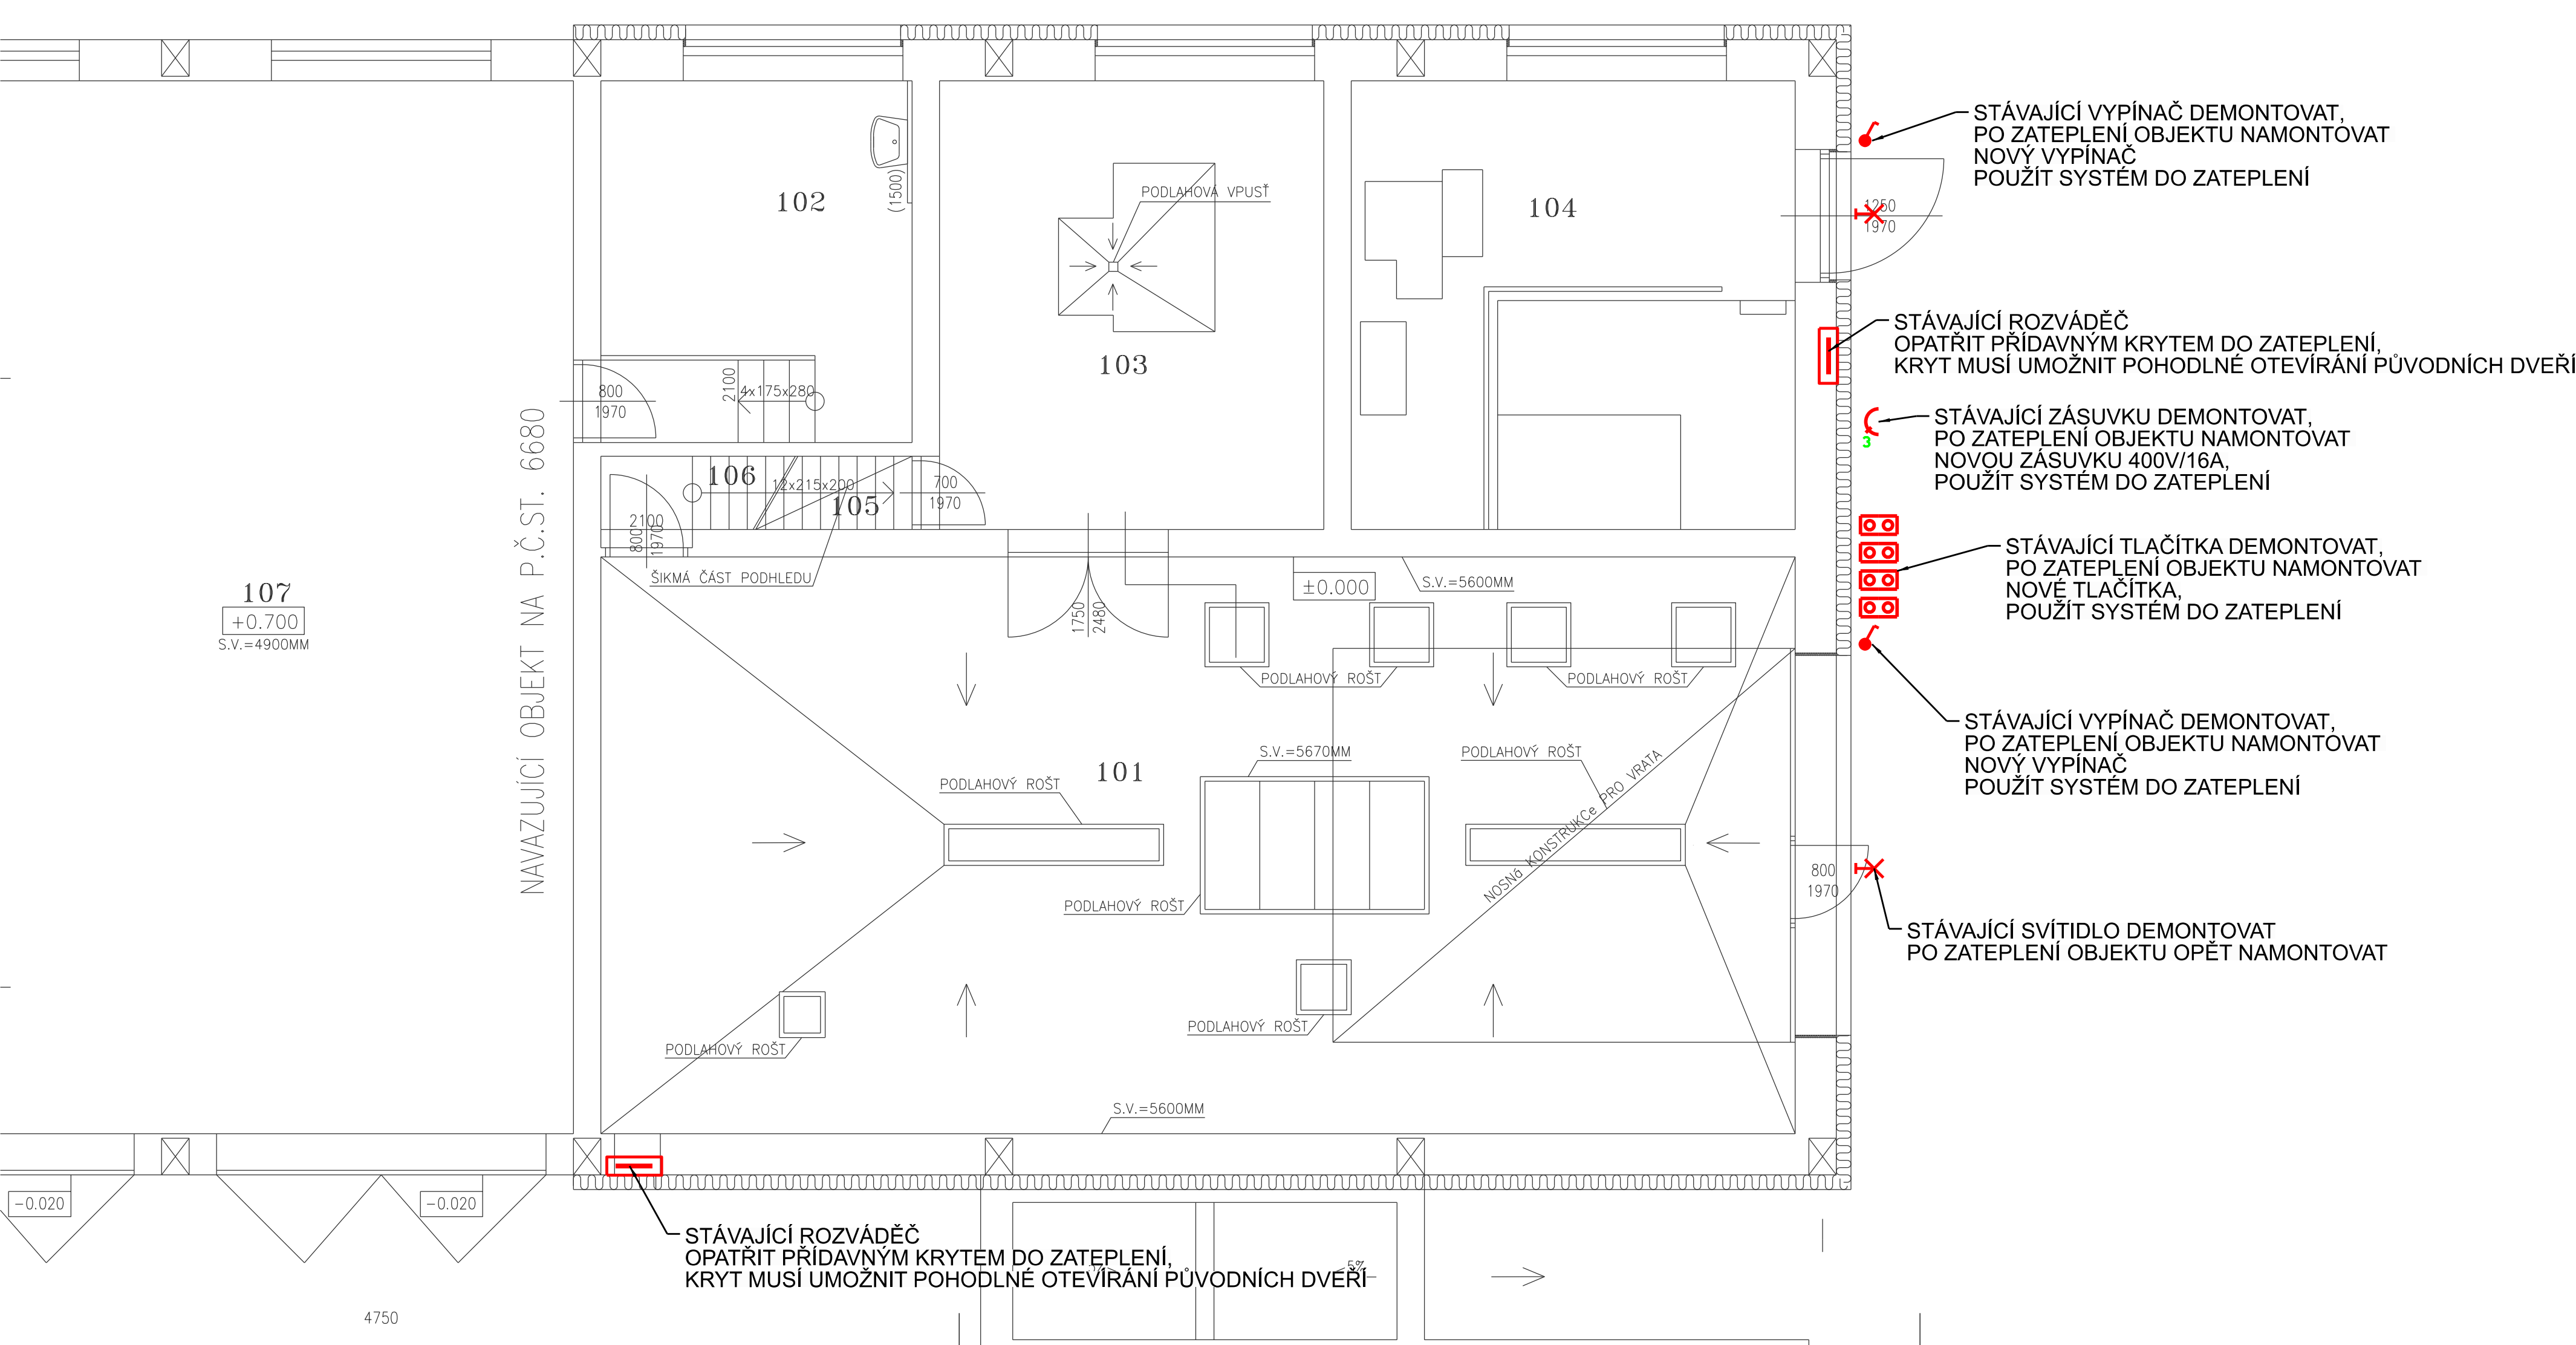 STÁVAJÍCÍ VYPÍNAČ DEMONTOVAT,
PO ZATEPLENÍ OBJEKTU NAMONTOVAT
NOVÝ VYPÍNAČ
POUŽÍT SYSTÉM DO ZATEPLENÍ
102
(1500)
PODLAHOVÁ VPUSŤ
104
1250
1970
STÁVAJÍCÍ ROZVÁDĚČ
OPATŘIT PŘÍDAVNÝM KRYTEM DO ZATEPLENÍ,
KRYT MUSÍ UMOŽNIT POHODLNÉ OTEVÍRÁNÍ PŮVODNÍCH DVEŘÍ
103
800
1970
2100
4x175x280
STÁVAJÍCÍ ZÁSUVKU DEMONTOVAT,
PO ZATEPLENÍ OBJEKTU NAMONTOVAT
NOVOU ZÁSUVKU 400V/16A,
POUŽÍT SYSTÉM DO ZATEPLENÍ
3
NAVAZUJÍCÍ OBJEKT NA P.Č.ST. 6680
106
12x215x200
105
700
1970
2100
800
1970
ŠIKMÁ ČÁST PODHLEDU
STÁVAJÍCÍ TLAČÍTKA DEMONTOVAT,
PO ZATEPLENÍ OBJEKTU NAMONTOVAT
NOVÉ TLAČÍTKA,
POUŽÍT SYSTÉM DO ZATEPLENÍ
107
+0.700
S.V.=4900MM
1750
2480
±0.000
S.V.=5600MM
PODLAHOVÝ ROŠT
PODLAHOVÝ ROŠT
STÁVAJÍCÍ VYPÍNAČ DEMONTOVAT,
PO ZATEPLENÍ OBJEKTU NAMONTOVAT
NOVÝ VYPÍNAČ
POUŽÍT SYSTÉM DO ZATEPLENÍ
101
S.V.=5670MM
PODLAHOVÝ ROŠT
PODLAHOVÝ ROŠT
NOSNá KONSTRUKCe PRO VRATA
PODLAHOVÝ ROŠT
800
1970
STÁVAJÍCÍ SVÍTIDLO DEMONTOVAT
PO ZATEPLENÍ OBJEKTU OPĚT NAMONTOVAT
PODLAHOVÝ ROŠT
PODLAHOVÝ ROŠT
S.V.=5600MM
-0.020
-0.020
STÁVAJÍCÍ ROZVÁDĚČ
OPATŘIT PŘÍDAVNÝM KRYTEM DO ZATEPLENÍ,
KRYT MUSÍ UMOŽNIT POHODLNÉ OTEVÍRÁNÍ PŮVODNÍCH DVEŘÍ
5%
4750